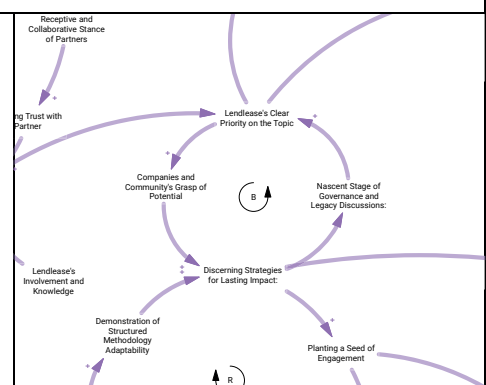 Receptive and
Collaborative Stance
of Partners
+
ng Trust with
Partner
Lendlease's Clear
Priority on the Topic
+
+
Companies and
Community's Grasp of
Potential
B
Nascent Stage of
Governance and
Legacy Discussions:
Lendlease's
Involvement and
Knowledge
+
+
Discerning Strategies
for Lasting Impact:
Demonstration of
Structured
Methodology
Adaptability
+
+
Planting a Seed of
Engagement
R